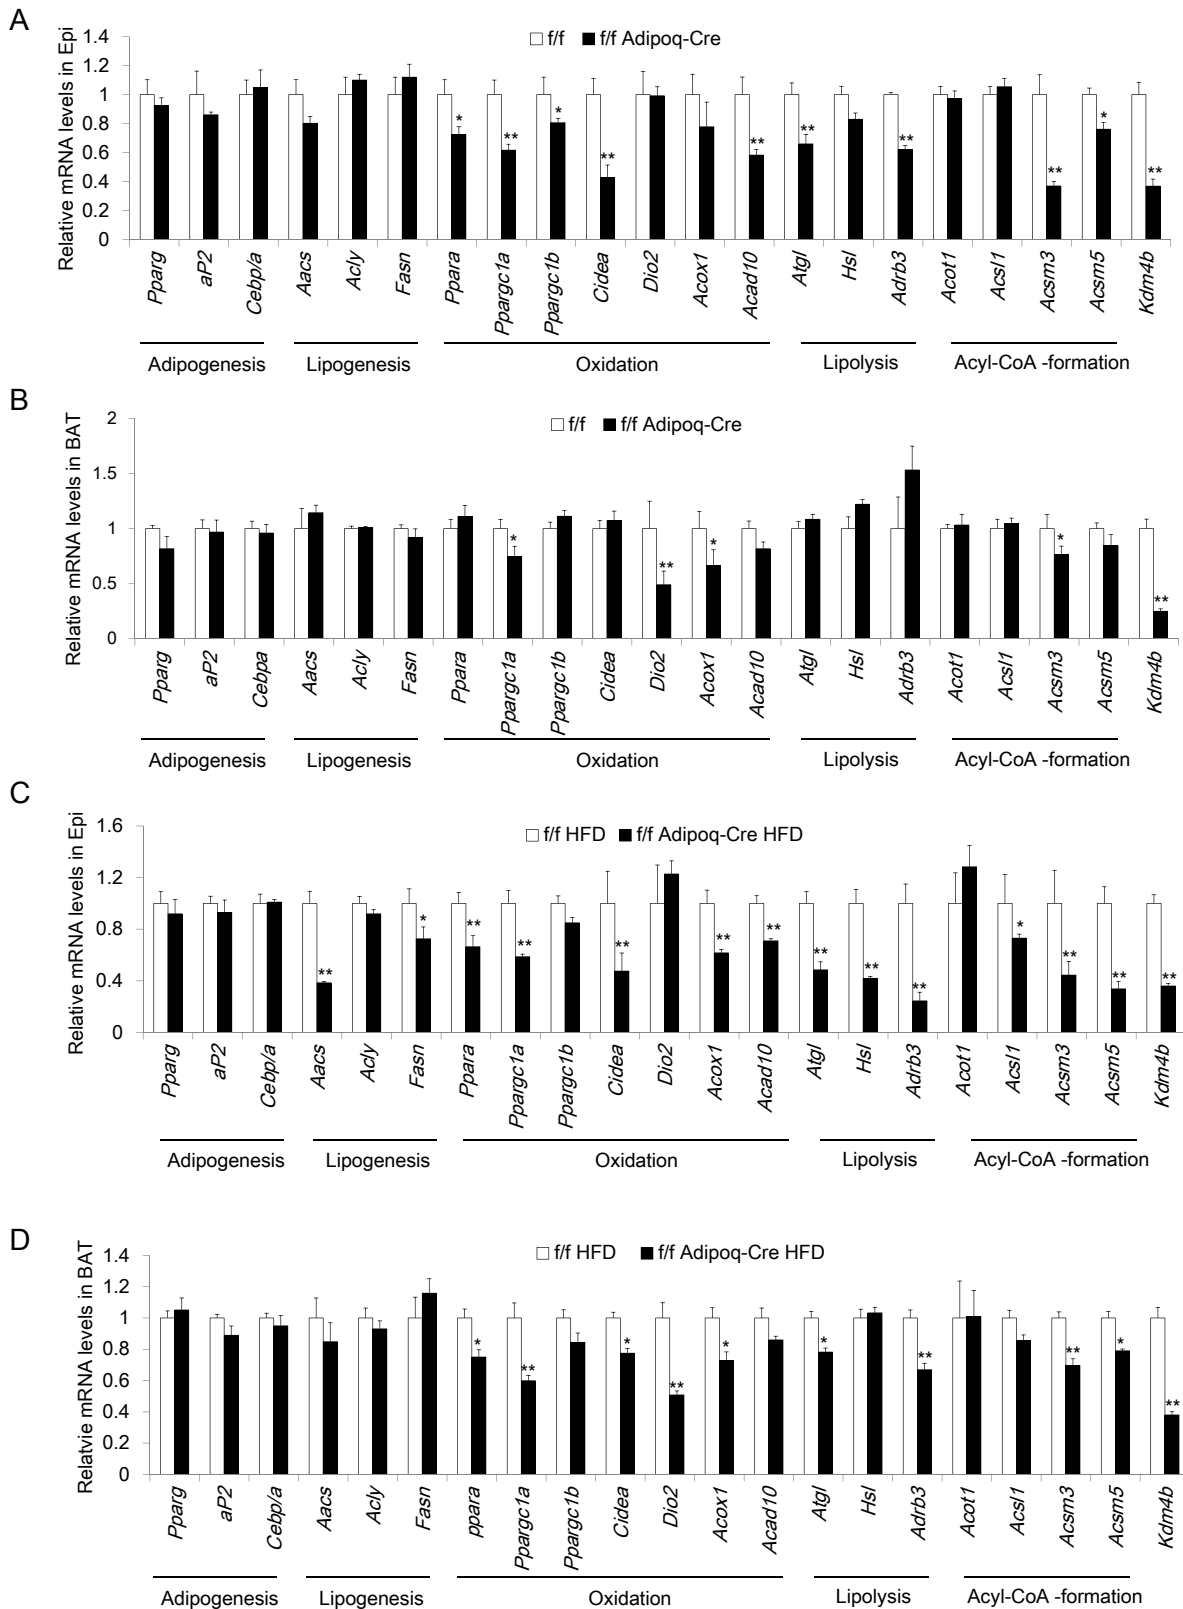 A
Relative mRNA levels in Epi
f/f f/f Adipoq-Cre
1.4
1.2
1
0.8
0.6
0.4
0.2
0
* ** * ** ** ** ** ** * **
Pparg aP2 Cebp/a Aacs Acly Fasn Ppara Ppargc1a Ppargc1b Cidea Dio2 Acox1 Acad10 Atgl Hsl Adrb3 Acot1 Acsl1 Acsm3 Acsm5 Kdm4b
Adipogenesis Lipogenesis Oxidation Lipolysis Acyl-CoA -formation
B
Relative mRNA levels in BAT
f/f f/f Adipoq-Cre
2
1.5
1
0.5
0
* ** * * **
Pparg aP2 Cebpa Aacs Acly Fasn Ppara Ppargc1a Ppargc1b Cidea Dio2 Acox1 Acad10 Atgl Hsl Adrb3 Acot1 Acsl1 Acsm3 Acsm5 Kdm4b
Adipogenesis Lipogenesis Oxidation Lipolysis Acyl-CoA -formation
C
Relative mRNA levels in Epi
f/f HFD f/f Adipoq-Cre HFD
1.6
1.2
0.8
0.4
0
** * ** ** ** ** ** ** ** ** * ** ** **
Pparg aP2 Cebp/a Aacs Acly Fasn Ppara Ppargc1a Ppargc1b Cidea Dio2 Acox1 Acad10 Atgl Hsl Adrb3 Acot1 Acsl1 Acsm3 Acsm5 Kdm4b
Adipogenesis Lipogenesis Oxidation Lipolysis Acyl-CoA -formation
D
Relatvie mRNA levels in BAT
f/f HFD f/f Adipoq-Cre HFD
1.4
1.2
1
0.8
0.6
0.4
0.2
0
* ** * ** * * ** ** * **
Pparg aP2 Cebp/a Aacs Acly Fasn ppara Ppargc1a Ppargc1b Cidea Dio2 Acox1 Acad10 Atgl Hsl Adrb3 Acot1 Acsl1 Acsm3 Acsm5 Kdm4b
Adipogenesis Lipogenesis Oxidation Lipolysis Acyl-CoA -formation